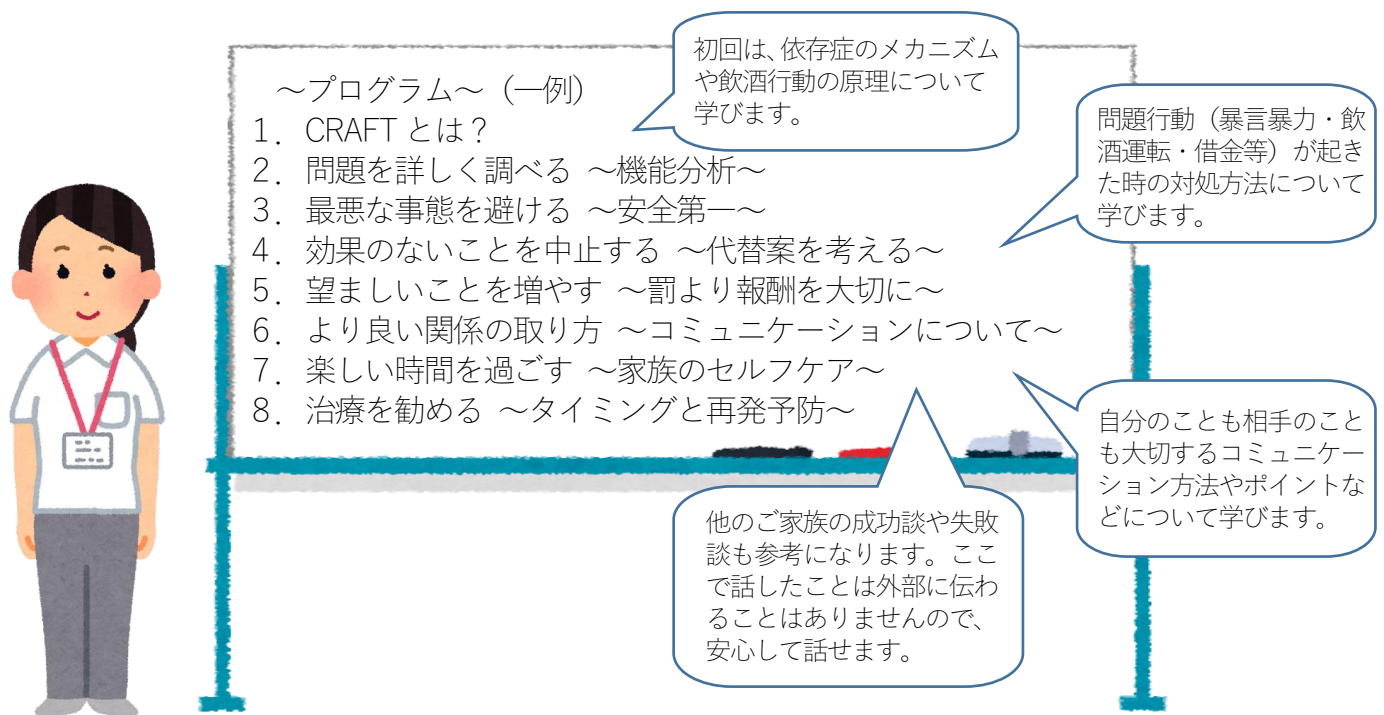 ～プログラム～（一例）
1．CRAFT とは？
2．問題を詳しく調べる ～機能分析～
3．最悪な事態を避ける ～安全第一～
4．効果のないことを中止する ～代替案を考える～
5．望ましいことを増やす ～罰より報酬を大切に～
6．より良い関係の取り方 ～コミュニケーションについて～
7．楽しい時間を過ごす ～家族のセルフケア～
8．治療を勧める ～タイミングと再発予防～
初回は、依存症のメカニズム
や飲酒行動の原理について
学びます。
問題行動（暴言暴力・飲
酒運転・借金等）が起き
た時の対処方法について
学びます。
自分のことも相手のこと
も大切するコミュニケー
ション方法やポイントな
どについて学びます。
他のご家族の成功談や失敗
談も参考になります。ここ
で話したことは外部に伝わ
ることはありませんので、
安心して話せます。